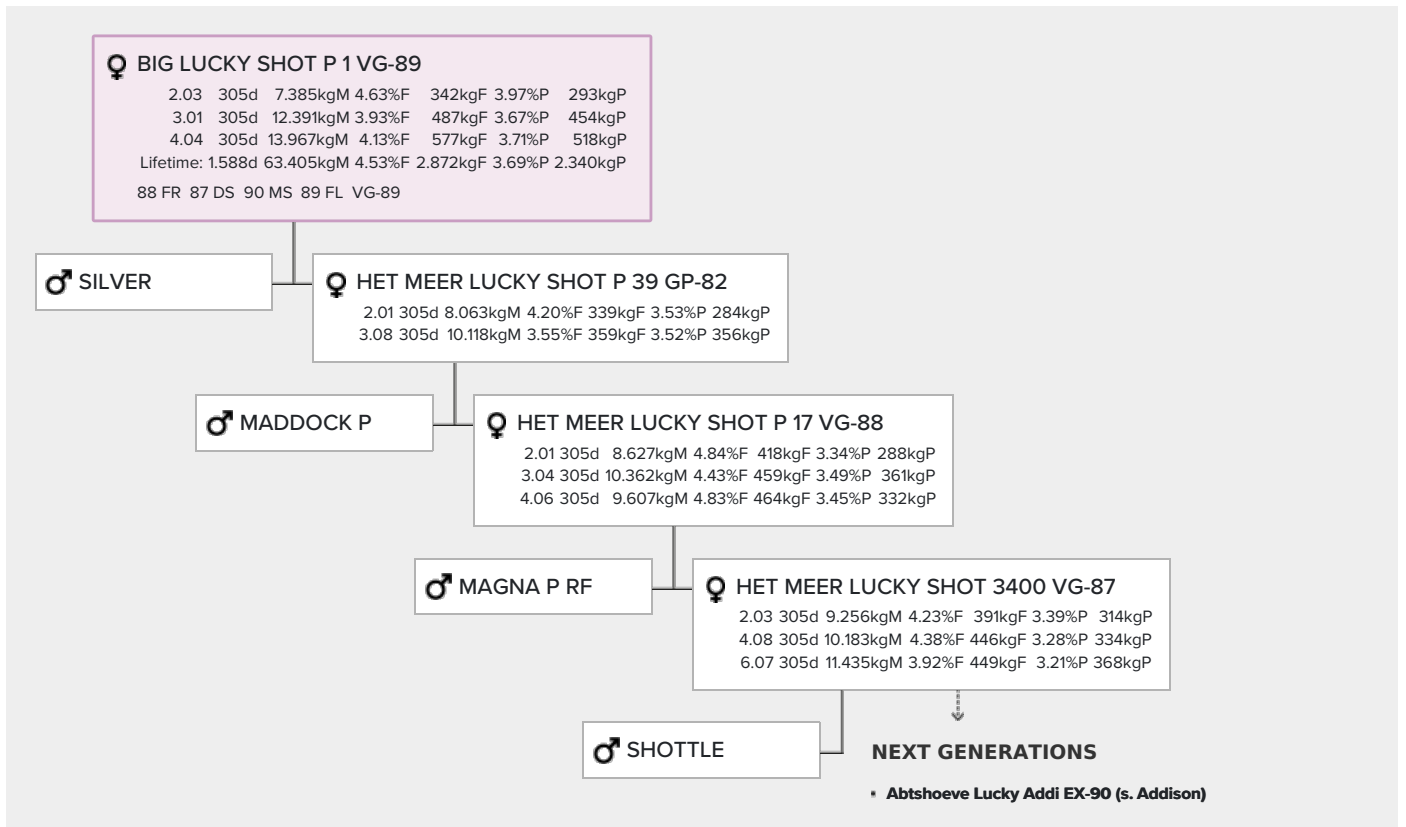 BIG LUCKY SHOT P 1 VG-89
2.03 305d 7.385kgM 4.63%F 342kgF 3.97%P 293kgP
3.01 305d 12.391kgM 3.93%F 487kgF 3.67%P 454kgP
4.04 305d 13.967kgM 4.13%F 577kgF 3.71%P 518kgP
Lifetime: 1.588d 63.405kgM 4.53%F 2.872kgF 3.69%P 2.340kgP
88 FR 87 DS 90 MS 89 FL VG-89
SILVER
HET MEER LUCKY SHOT P 39 GP-82
2.01 305d 8.063kgM 4.20%F 339kgF 3.53%P 284kgP
3.08 305d 10.118kgM 3.55%F 359kgF 3.52%P 356kgP
MADDOCK P
HET MEER LUCKY SHOT P 17 VG-88
2.01 305d 8.627kgM 4.84%F 418kgF 3.34%P 288kgP
3.04 305d 10.362kgM 4.43%F 459kgF 3.49%P 361kgP
4.06 305d 9.607kgM 4.83%F 464kgF 3.45%P 332kgP
MAGNA P RF
HET MEER LUCKY SHOT 3400 VG-87
2.03 305d 9.256kgM 4.23%F 391kgF 3.39%P 314kgP
4.08 305d 10.183kgM 4.38%F 446kgF 3.28%P 334kgP
6.07 305d 11.435kgM 3.92%F 449kgF 3.21%P 368kgP
SHOTTLE
NEXT GENERATIONS
▪ Abtshoeve Lucky Addi EX-90 (s. Addison)